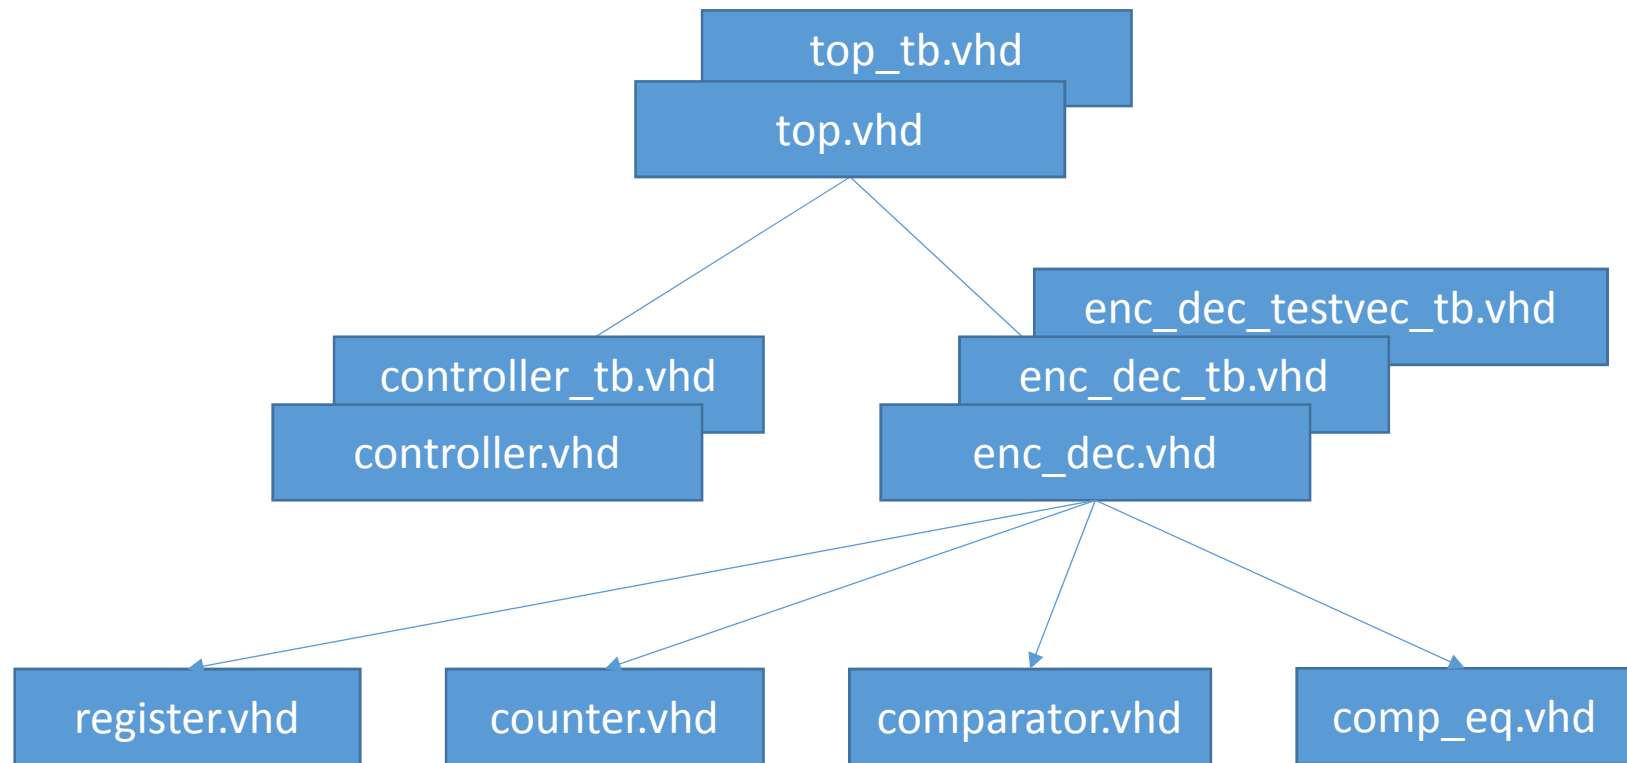 top_tb.vhd
top.vhd
enc_dec_testvec_tb.vhd
controller_tb.vhd
enc_dec_tb.vhd
controller.vhd
enc_dec.vhd
register.vhd
counter.vhd
comparator.vhd
comp_eq.vhd